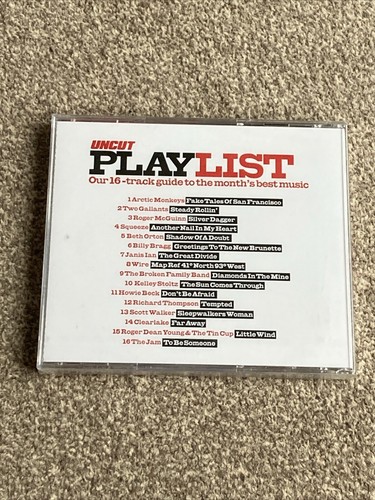 UNCUT
PLAYLIST
Our 16-track guide to the month's best music
1 Arctic Monkeys Fake Tales Of San Francisco
2 Two Gallants Steady Rollin'
3 Roger McGuinn Silver Dagger
4 Squeeze Another Nail In My Heart
5 Beth Orton Shadow Of A Doubt
6 Billy Bragg Greetings To The New Brunette
7 Janis Ian The Great Divide
8 Wire Map Ref 41° North 93° West
9 The Broken Family Band Diamonds In The Mine
10 Kelley Stoltz The Sun Comes Through
11 Howie Beck Don't Be Afraid
12 Richard Thompson Tempted
13 Scott Walker Sleepwalkers Woman
14 Clearlake Far Away
15 Roger Dean Young & The Tin Cup Little Wind
16 The Jam To Be Someone